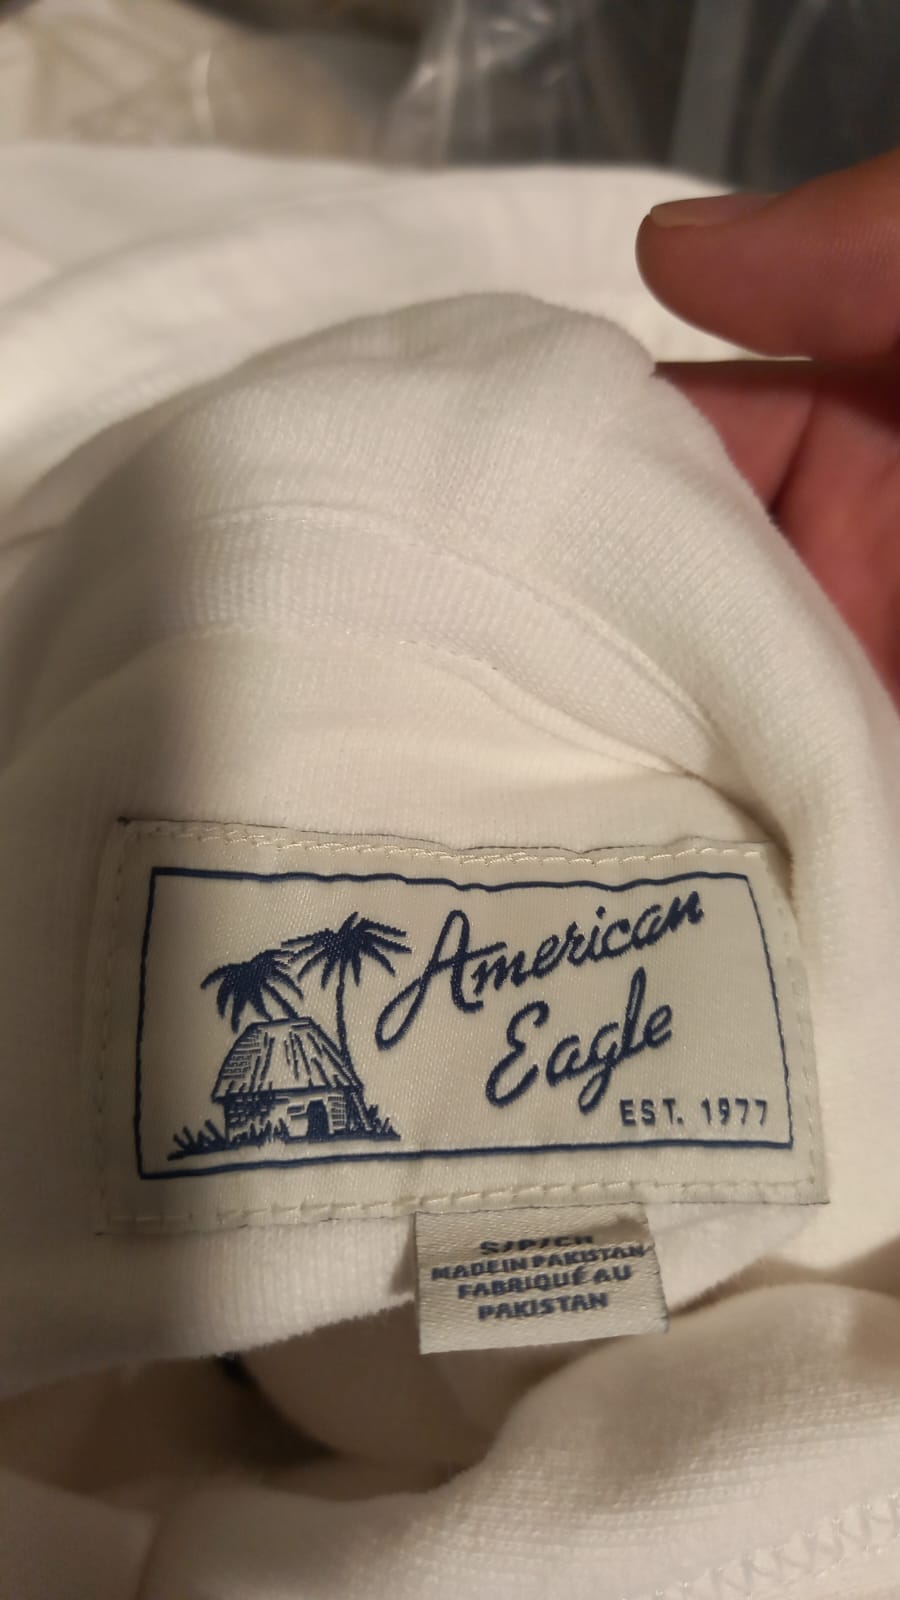 American
Eagle
EST. 1977
S/P/CH
MADE IN PAKISTAN
FABRIQUÉ AU
PAKISTAN